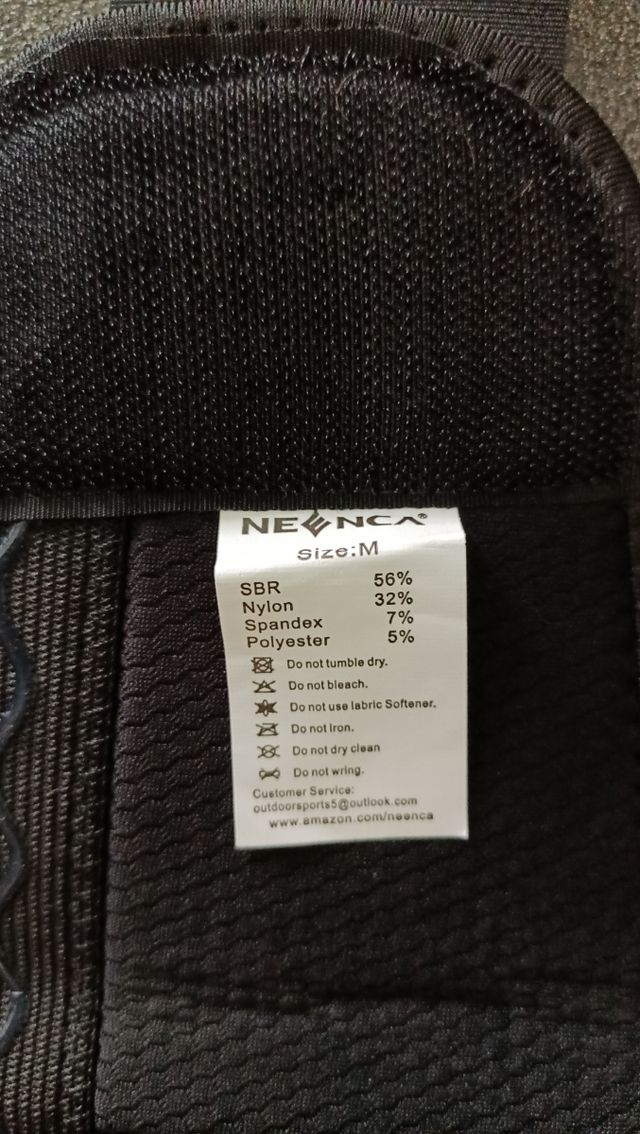 NEENCA®
Size:M
SBR 56%
Nylon 32%
Spandex 7%
Polyester 5%
Do not tumble dry.
Do not bleach.
Do not use labric Softener.
Do not iron.
Do not dry clean
Do not wring.
Customer Service:
outdoorsports5@outlook.com
www.amazon.com/neenca